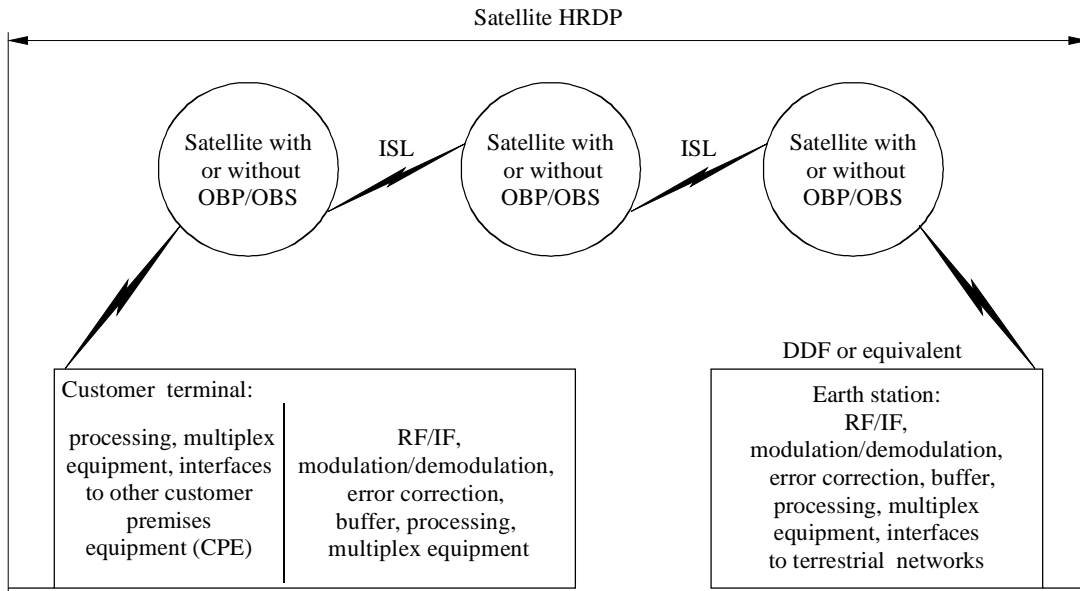 Satellite HRDP
Satellite with
or without
OBP/OBS
ISL
Satellite with
or without
OBP/OBS
ISL
Satellite with
or without
OBP/OBS
Customer terminal:
processing, multiplex
equipment, interfaces
to other customer
premises
equipment (CPE)
RF/IF,
modulation/demodulation,
error correction,
buffer, processing,
multiplex equipment
DDF or equivalent
Earth station:
RF/IF,
modulation/demodulation,
error correction, buffer,
processing, multiplex
equipment, interfaces
to terrestrial networks